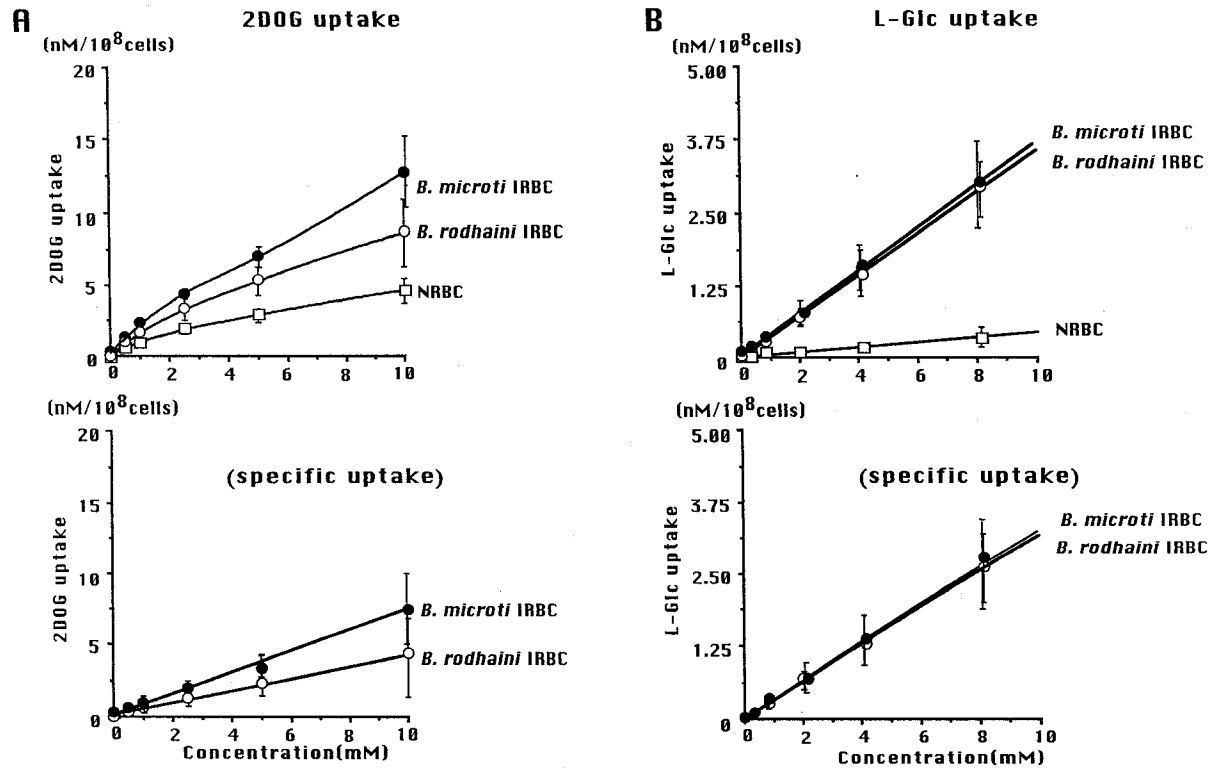 A
2DOG uptake
(nM/10⁸cells)
20
15
10
5
0
2DOG uptake
B. microti IRBC
B. rodhaini IRBC
NRBC
0 2 4 6 8 10
B
L-Glc uptake
(nM/10⁸cells)
5.00
3.75
2.50
1.25
0
L-Glc uptake
B. microti IRBC
B. rodhaini IRBC
NRBC
0 2 4 6 8 10
(nM/10⁸cells)
20
15
10
5
0
2DOG uptake
(specific uptake)
B. microti IRBC
B. rodhaini IRBC
0 2 4 6 8 10
Concentration(mM)
(nM/10⁸cells)
5.00
3.75
2.50
1.25
0
L-Glc uptake
(specific uptake)
B. microti IRBC
B. rodhaini IRBC
0 2 4 6 8 10
Concentration(mM)